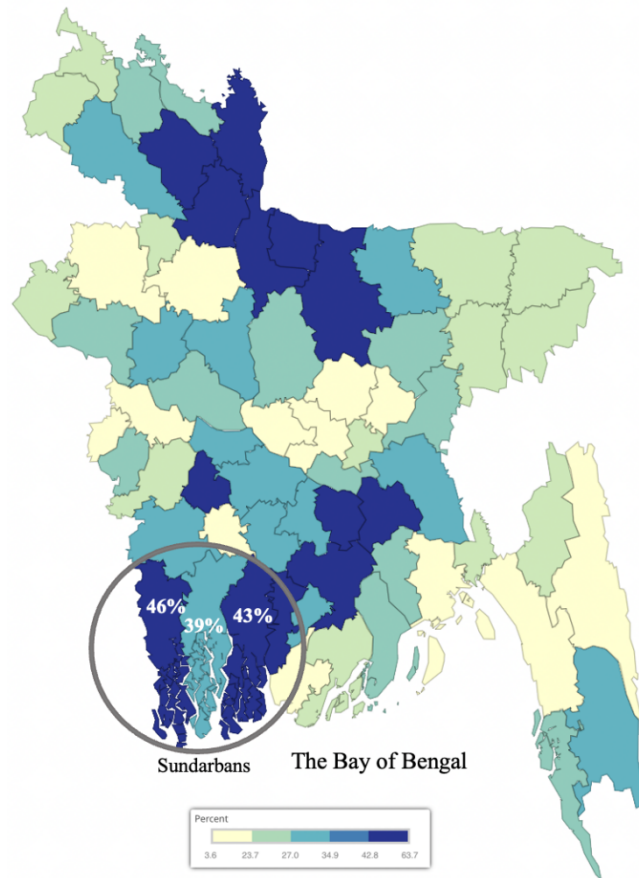 46%
43%
39%
Sundarbans
The Bay of Bengal
Percent
3.6 23.7 27.0 34.9 42.8 63.7